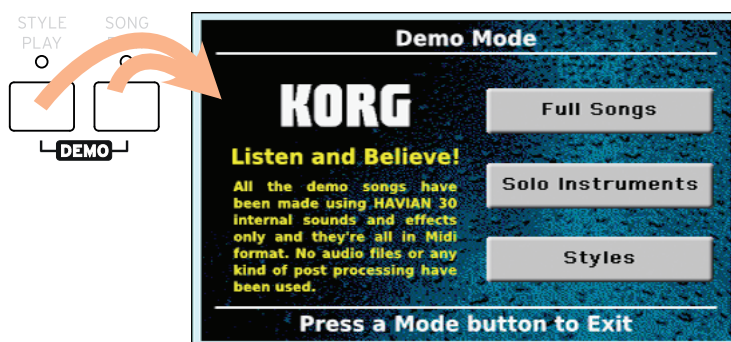 STYLE
PLAY
SONG
DEMO
Demo Mode
KORG
Listen and Believe!
All the demo songs have
been made using HAVIAN 30
internal sounds and effects
only and they're all in Midi
format. No audio files or any
kind of post processing have
been used.
Full Songs
Solo Instruments
Styles
Press a Mode button to Exit